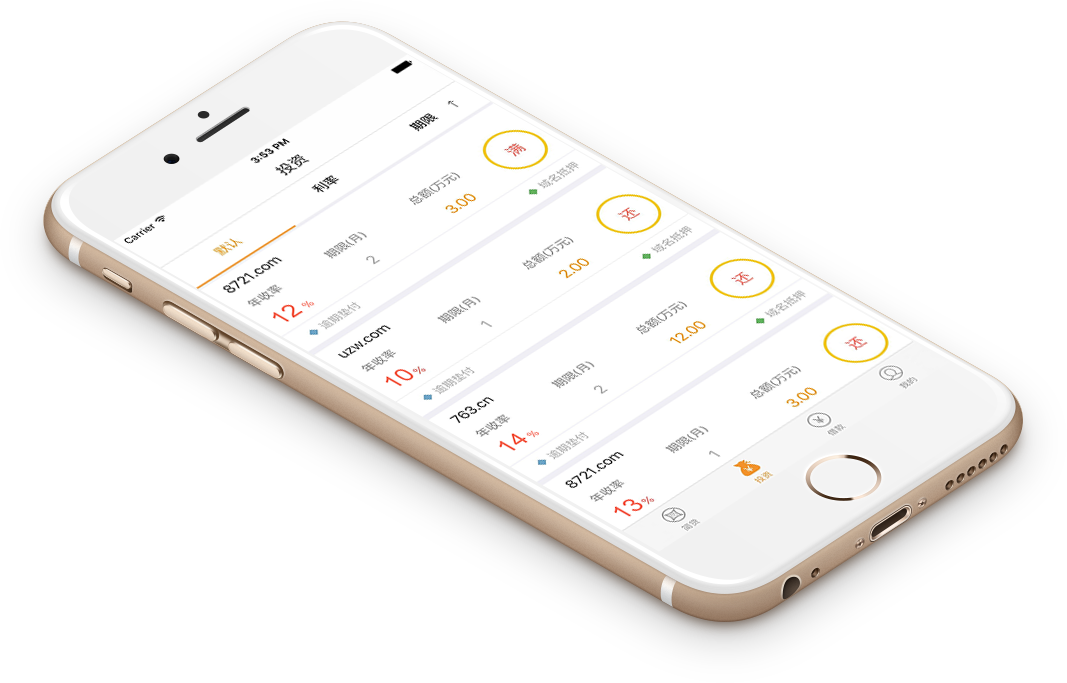 Carrier 3:53 PM
投资
默认 利率 期限 ↑
8721.com
年收率 期限(月) 总额(万元) 满
12% 2 3.00
逾期垫付 域名抵押
uzw.com
年收率 期限(月) 总额(万元) 还
10% 1 2.00
逾期垫付 域名抵押
763.cn
年收率 期限(月) 总额(万元) 还
14% 2 12.00
逾期垫付 域名抵押
8721.com
年收率 期限(月) 总额(万元) 还
13% 1 3.00
简贷 投资 借款 我的